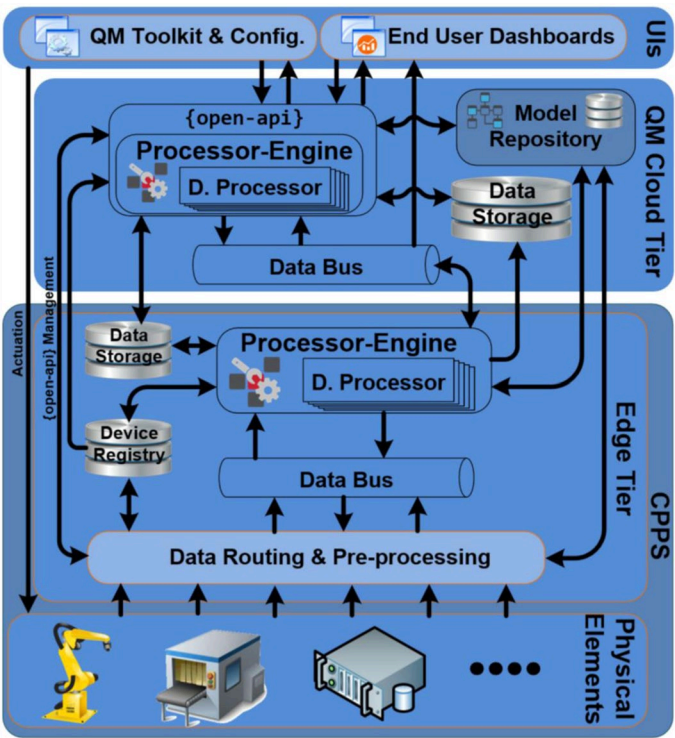 QM Toolkit & Config.
End User Dashboards
UIs
{open-api}
Processor-Engine
D. Processor
Model
Repository
Data
Storage
QM Cloud Tier
Data Bus
Actuation
{open-api} Management
Data
Storage
Processor-Engine
D. Processor
Device
Registry
Data Bus
Edge Tier
CPPS
Data Routing & Pre-processing
Physical
Elements